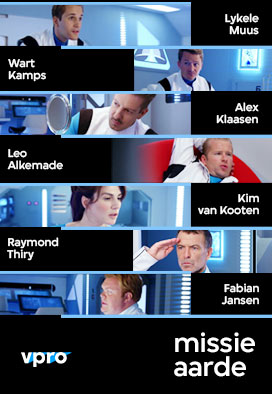 Lykele
Muus
Wart
Kamps
Alex
Klaasen
Leo
Alkemade
Kim
van Kooten
Raymond
Thiry
Fabian
Jansen
vpro
missie
aarde